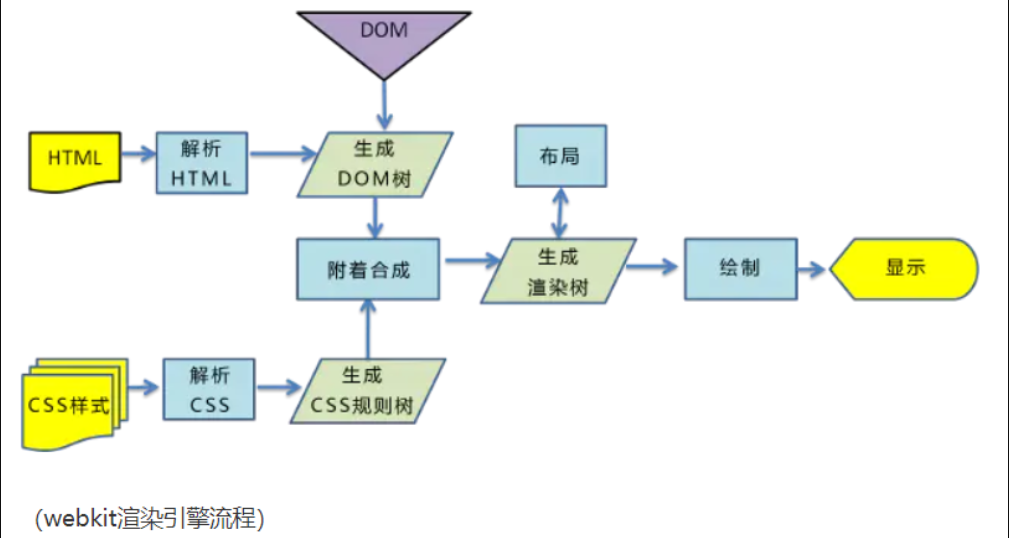 DOM
HTML
解析
HTML
生成
DOM树
布局
附着合成
生成
渲染树
绘制
显示
CSS样式
解析
CSS
生成
CSS规则树
(webkit渲染引擎流程)